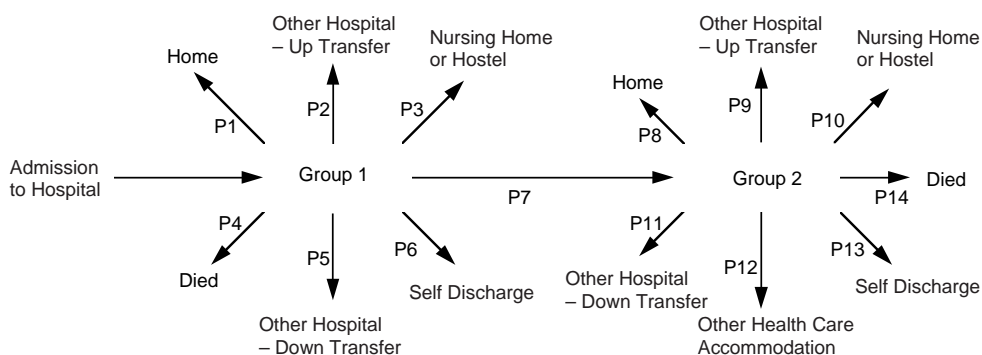 Other Hospital
– Up Transfer
Nursing Home
or Hostel
Home
P1
P2
P3
Admission
to Hospital
Group 1
P7
P4
P5
P6
Died
Self Discharge
Other Hospital
– Down Transfer
Other Hospital
– Up Transfer
Nursing Home
or Hostel
Home
P8
P9
P10
Group 2
P14
Died
P11
P12
P13
Other Hospital
– Down Transfer
Self Discharge
Other Health Care
Accommodation